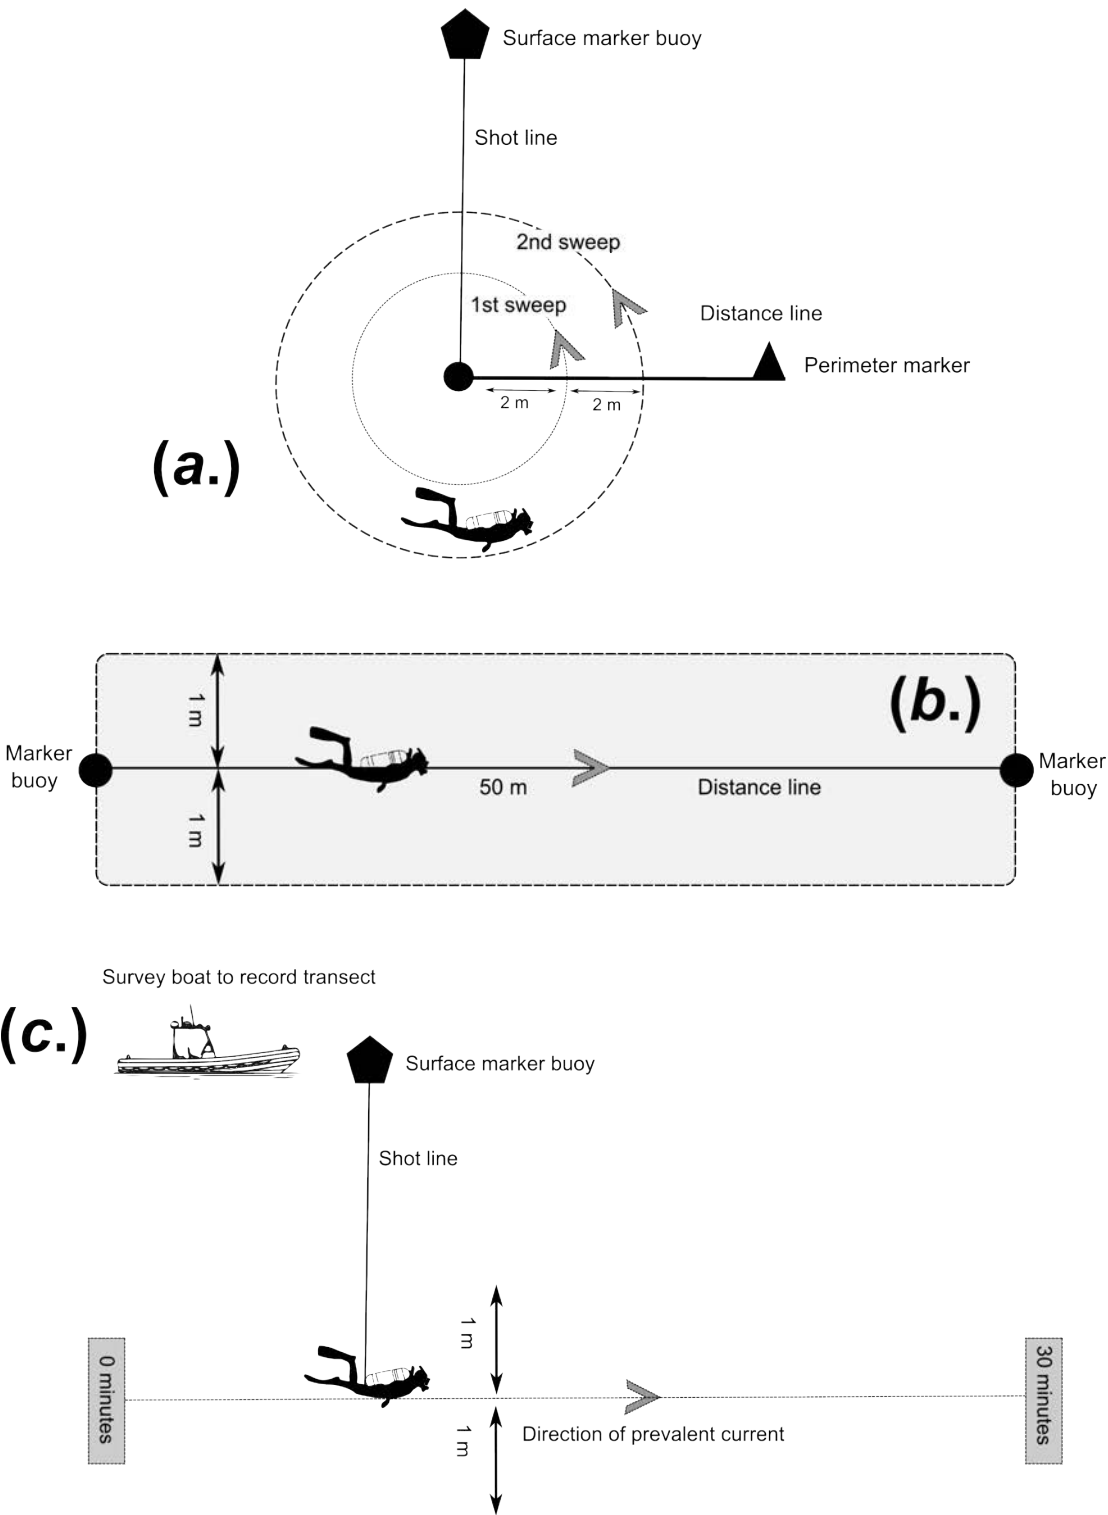 Surface marker buoy
Shot line
2nd sweep
1st sweep
Distance line
Perimeter marker
2 m
2 m
(a.)
1 m
(b.)
Marker
buoy
Marker
buoy
50 m
Distance line
1 m
Survey boat to record transect
(c.)
Surface marker buoy
Shot line
1 m
0 minutes
30 minutes
1 m
Direction of prevalent current